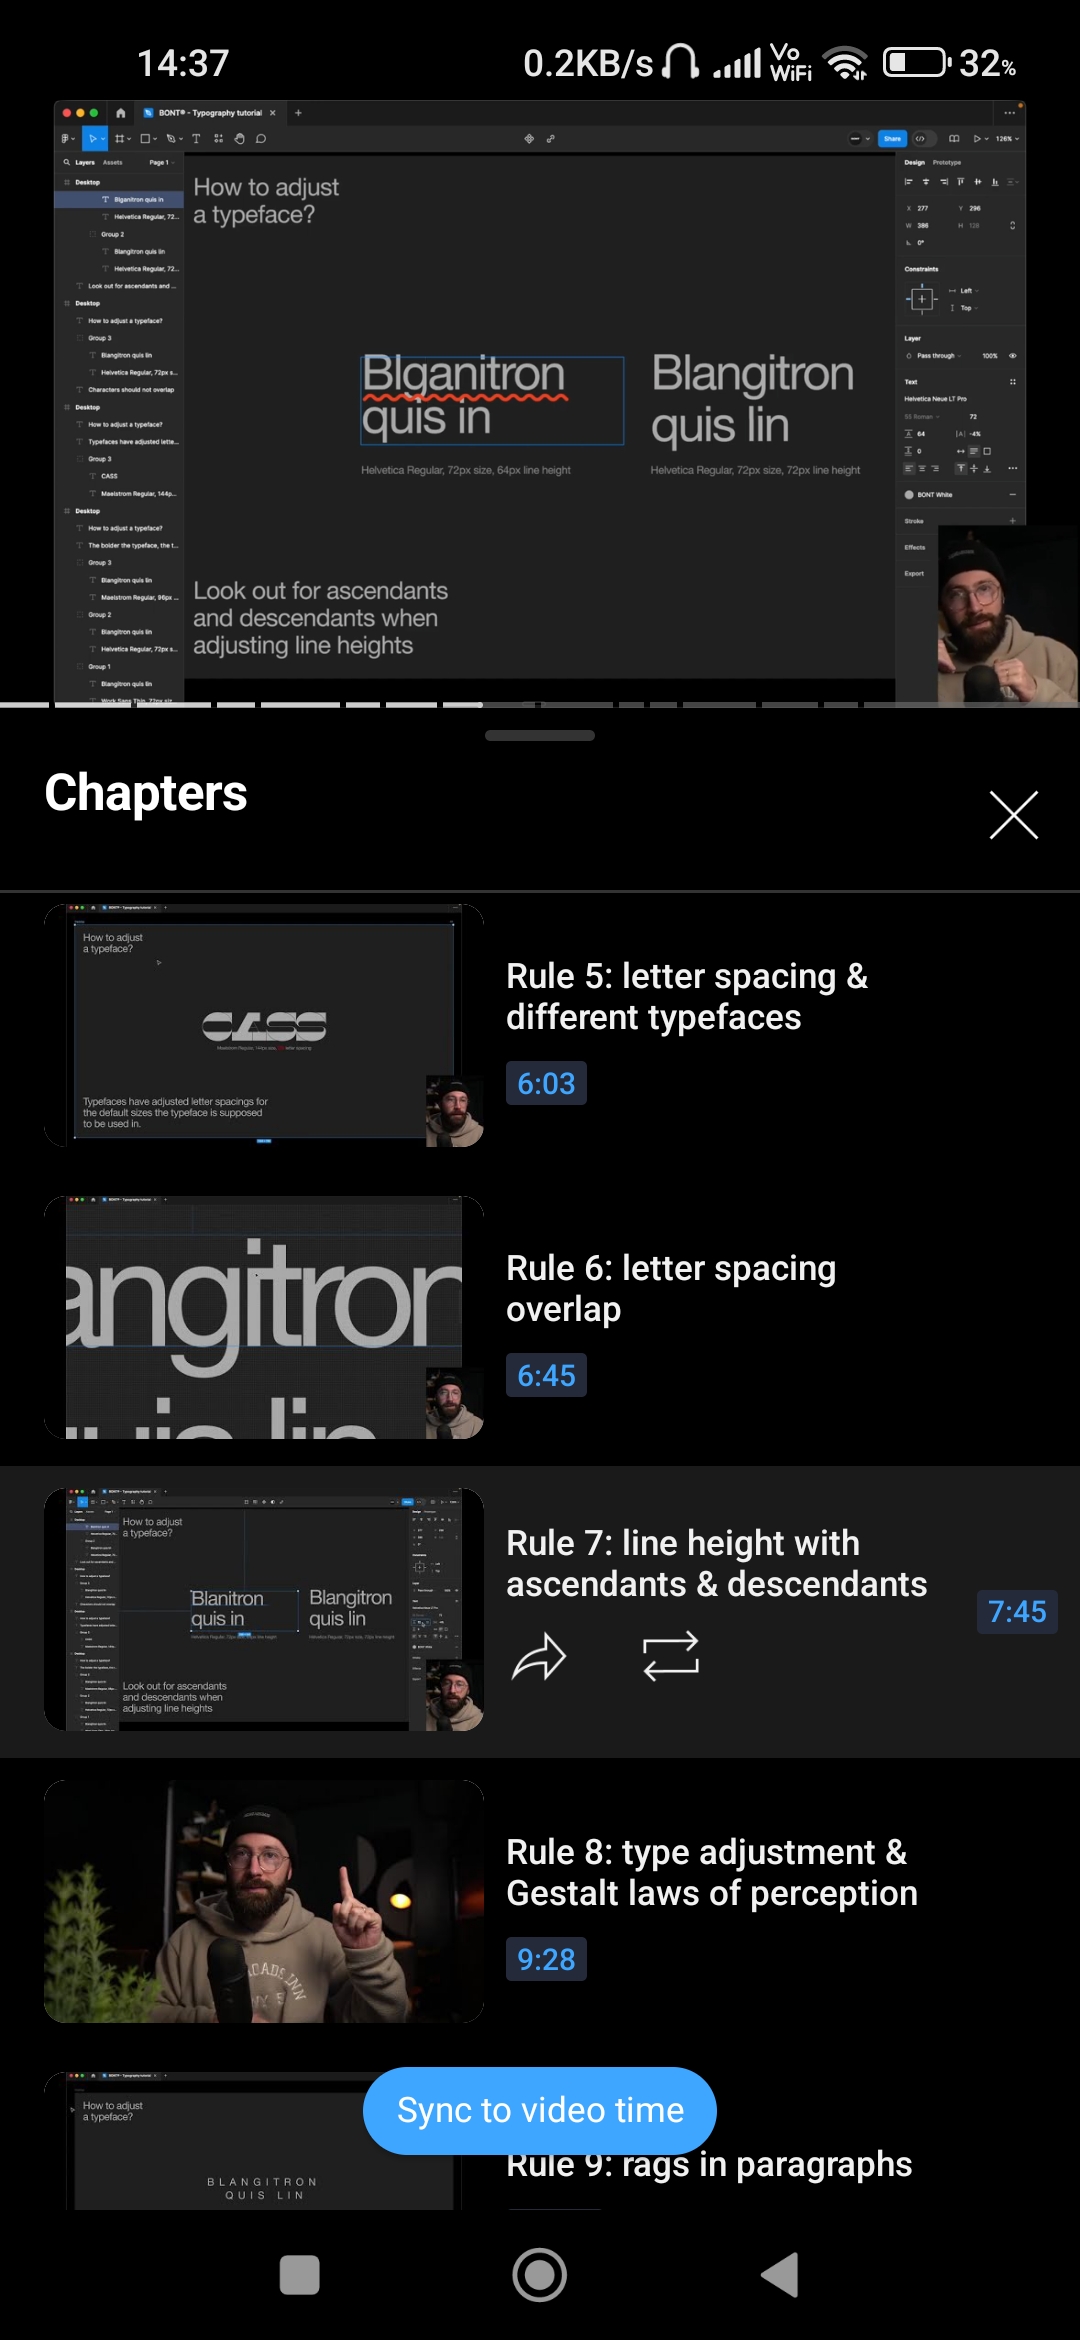 14:37
0.2KB/s
Vo
WiFi
32%
BONT® - Typography tutorial
Share
126%
Layers
Assets
Page 1
Design
Prototype
Desktop
Blganitron quis in
Helvetica Regular, 72...
Group 2
Blangitron quis lin
Helvetica Regular, 72...
Look out for ascendants and ...
Desktop
How to adjust a typeface?
Group 3
Blangitron quis lin
Helvetica Regular, 72px s...
Characters should not overlap
Desktop
How to adjust a typeface?
Typefaces have adjusted lette...
Group 3
CASS
Maelstrom Regular, 144p...
Desktop
How to adjust a typeface?
The bolder the typeface, the t...
Group 3
Blangitron quis lin
Maelstrom Regular, 96px ...
Group 2
Blangitron quis lin
Helvetica Regular, 72px s...
Group 1
Blangitron quis lin
Work Sans Thin, 72px siz...
How to adjust
a typeface?
Blganitron
quis in
Helvetica Regular, 72px size, 64px line height
Blangitron
quis lin
Helvetica Regular, 72px size, 72px line height
Look out for ascendants
and descendants when
adjusting line heights
X 277 Y 296
W 386 H 128
0°
Constraints
Left
Top
Layer
Pass through 100%
Text
Helvetica Neue LT Pro
55 Roman 72
64 |A| -4%
0
BONT White
Stroke
Effects
Export
Chapters
How to adjust
a typeface?
CASS
Typefaces have adjusted letter spacings for
the default sizes the typeface is supposed
to be used in.
Rule 5: letter spacing &
different typefaces
6:03
angitron
quis lin
Rule 6: letter spacing
overlap
6:45
How to adjust
a typeface?
Blanitron
quis in
Blangitron
quis lin
Look out for ascendants
and descendants when
adjusting line heights
Rule 7: line height with
ascendants & descendants
7:45
Rule 8: type adjustment &
Gestalt laws of perception
9:28
How to adjust
a typeface?
BLANGITRON
QUIS LIN
Sync to video time
Rule 9: rags in paragraphs